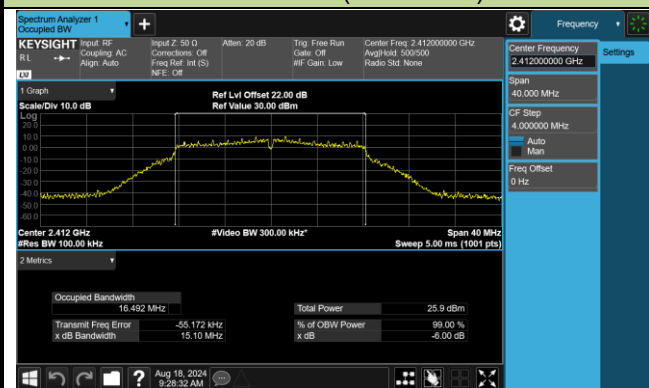 Spectrum Analyzer 1
Occupied BW
Frequency
KEYSIGHT
RL
LXI
Input: RF
Coupling: AC
Align: Auto
Input Z: 50 Ω
Corrections: Off
Freq Ref: Int (S)
NFE: Off
Atten: 20 dB
Trig: Free Run
Gate: Off
#IF Gain: Low
Center Freq: 2.412000000 GHz
Avg|Hold: 500/500
Radio Std: None
Center Frequency
2.412000000 GHz
Settings
Span
40.000 MHz
CF Step
4.000000 MHz
Auto
Man
Freq Offset
0 Hz
1 Graph
Scale/Div 10.0 dB
Ref Lvl Offset 22.00 dB
Ref Value 30.00 dBm
Log
20.0
10.0
0.00
-10.0
-20.0
-30.0
-40.0
-50.0
-60.0
Center 2.412 GHz
#Res BW 100.00 kHz
#Video BW 300.00 kHz*
Span 40 MHz
Sweep 5.00 ms (1001 pts)
2 Metrics
Occupied Bandwidth
16.492 MHz
Total Power 25.9 dBm
Transmit Freq Error -55.172 kHz
% of OBW Power 99.00 %
x dB Bandwidth 15.10 MHz
x dB -6.00 dB
?
Aug 18, 2024
9:28:32 AM